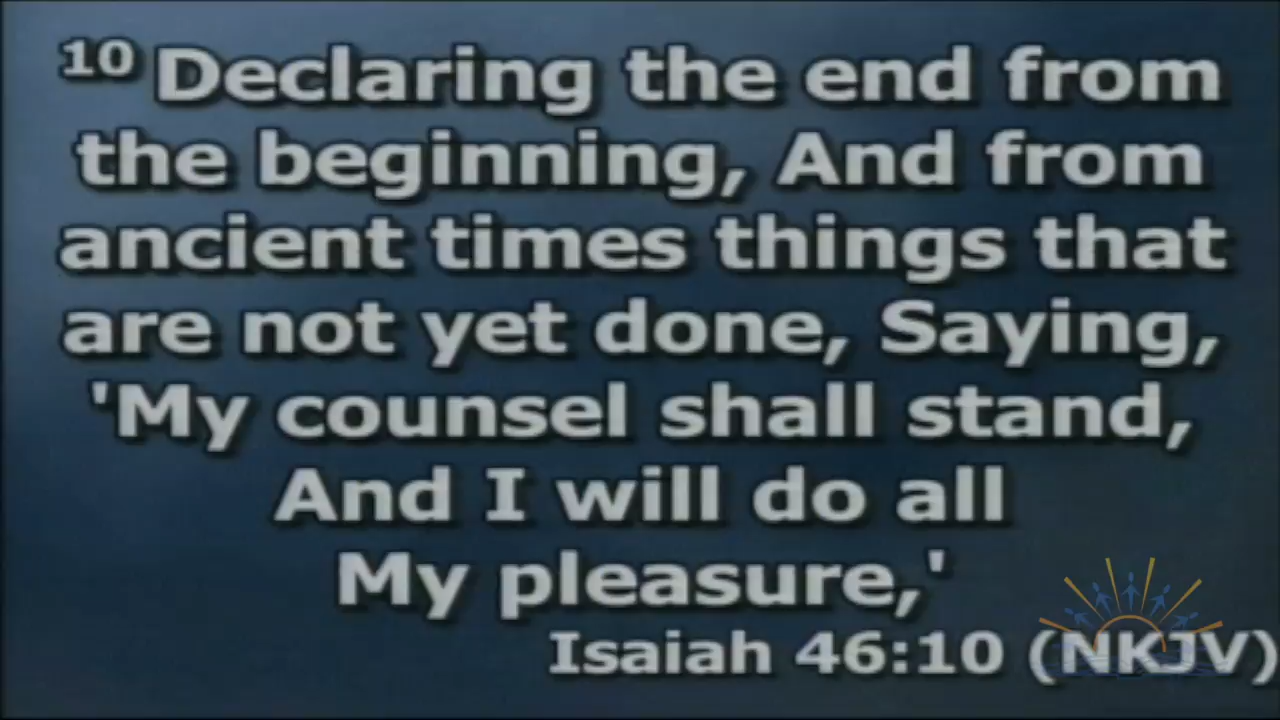 10 Declaring the end from
the beginning, And from
ancient times things that
are not yet done, Saying,
'My counsel shall stand,
And I will do all
My pleasure,'
Isaiah 46:10 (NKJV)